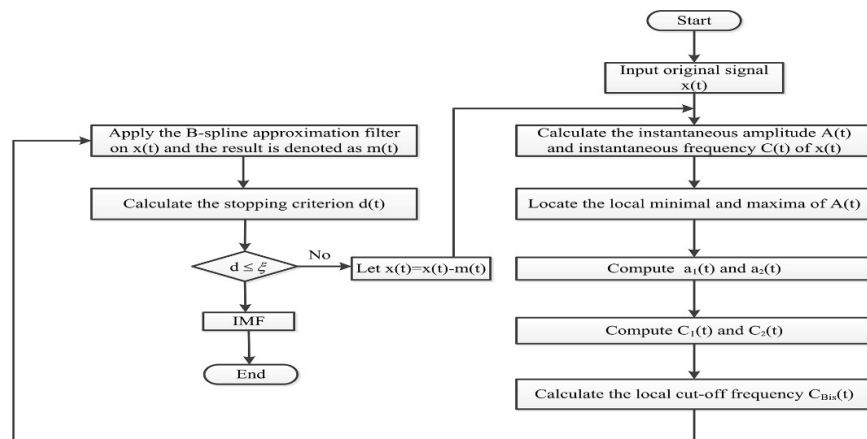 Start
Input original signal
x(t)
Calculate the instantaneous amplitude A(t)
and instantaneous frequency C(t) of x(t)
Locate the local minimal and maxima of A(t)
Compute a₁(t) and a₂(t)
Compute C₁(t) and C₂(t)
Calculate the local cut-off frequency C_Bis(t)
Apply the B-spline approximation filter
on x(t) and the result is denoted as m(t)
Calculate the stopping criterion d(t)
d ≤ ξ
No
Let x(t)=x(t)-m(t)
IMF
End